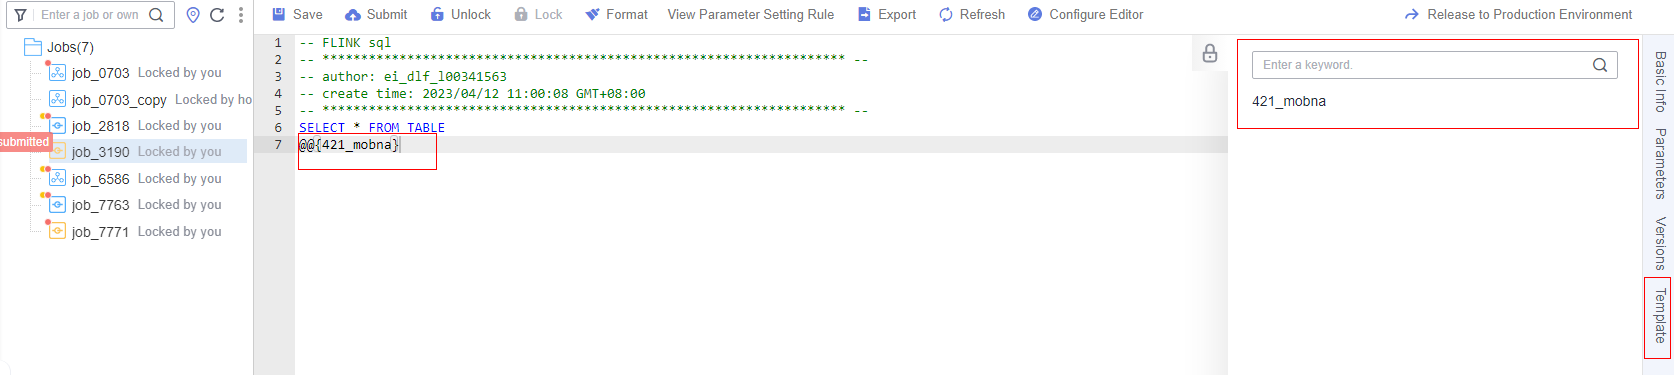 Enter a job or own
Save
Submit
Unlock
Lock
Format
View Parameter Setting Rule
Export
Refresh
Configure Editor
Release to Production Environment
Jobs(7)
job_0703 Locked by you
job_0703_copy Locked by ho
job_2818 Locked by you
submitted
job_3190 Locked by you
job_6586 Locked by you
job_7763 Locked by you
job_7771 Locked by you
1 -- FLINK sql
2 -- ******************************************************************** --
3 -- author: ei_dlf_l00341563
4 -- create time: 2023/04/12 11:00:08 GMT+08:00
5 -- ******************************************************************** --
6 SELECT * FROM TABLE
7 @@{421_mobna}
Enter a keyword.
421_mobna
Basic Info
Parameters
Versions
Template